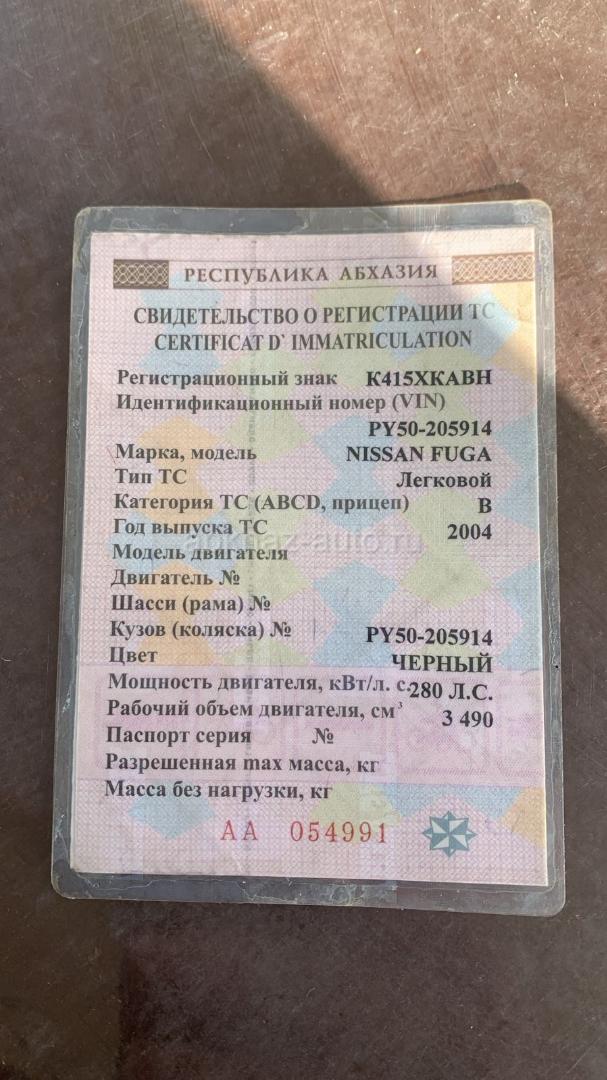 РЕСПУБЛИКА АБХАЗИЯ
СВИДЕТЕЛЬСТВО О РЕГИСТРАЦИИ ТС
CERTIFICAT D` IMMATRICULATION
Регистрационный знак К415ХКАВН
Идентификационный номер (VIN)
PY50-205914
Марка, модель NISSAN FUGA
Тип ТС Легковой
Категория ТС (ABCD, прицеп) B
Год выпуска ТС 2004
abkhaz-auto.ru
Модель двигателя
Двигатель №
Шасси (рама) №
Кузов (коляска) № PY50-205914
Цвет ЧЕРНЫЙ
Мощность двигателя, кВт/л. с. 280 Л.С.
Рабочий объем двигателя, см³ 3 490
Паспорт серия №
Разрешенная max масса, кг
Масса без нагрузки, кг
АА 054991